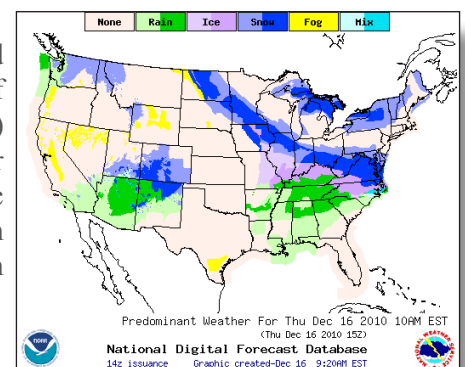 None Rain Ice Snow Fog Mix
d
f
)
r
c
n
n
Predominant Weather For Thu Dec 16 2010 10AM EST
(Thu Dec 16 2010 15Z)
National Digital Forecast Database
14z issuance Graphic created-Dec 16 9:20AM EST
noaa